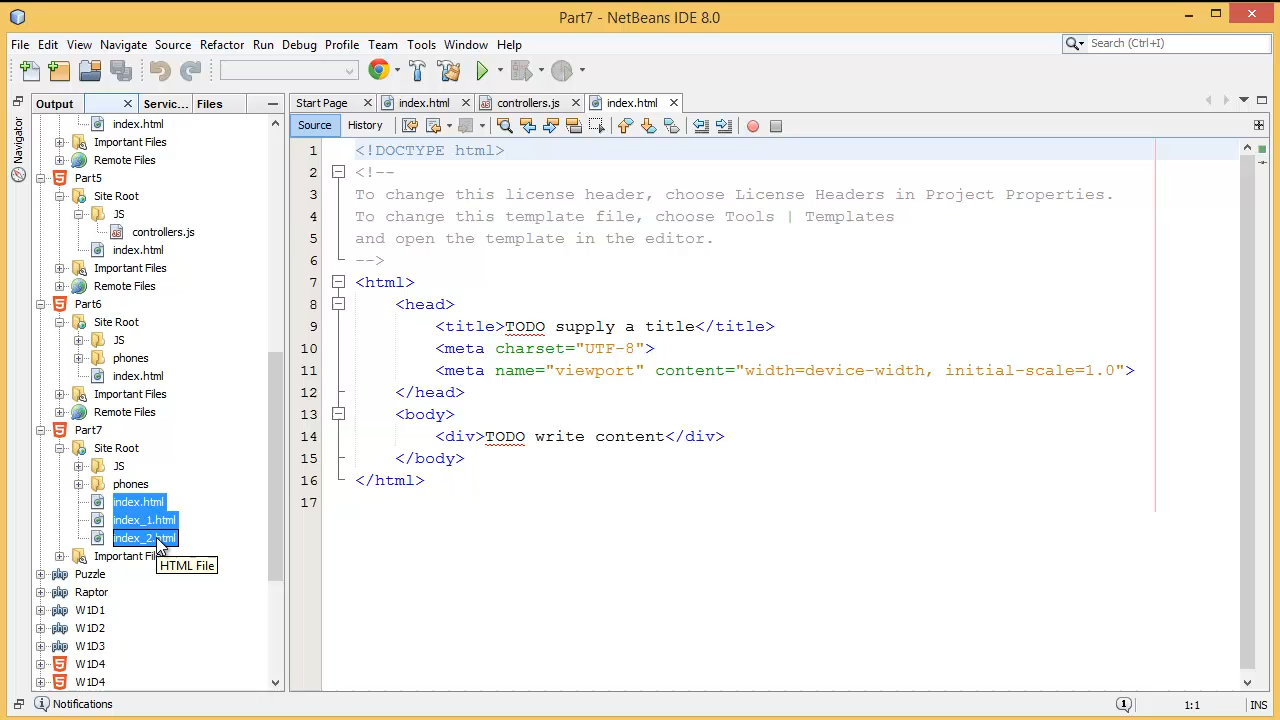 Part7 - NetBeans IDE 8.0
File Edit View Navigate Source Refactor Run Debug Profile Team Tools Window Help
Search (Ctrl+I)
Output
Servic...
Files
Start Page
index.html
controllers.js
index.html
Source
History
Navigator
index.html
Important Files
Remote Files
Part5
Site Root
JS
controllers.js
index.html
Important Files
Remote Files
Part6
Site Root
JS
phones
index.html
Important Files
Remote Files
Part7
Site Root
JS
phones
index.html
index_1.html
index_2.html
Important Fil
HTML File
Puzzle
Raptor
W1D1
W1D2
W1D3
W1D4
W1D4
1 <!DOCTYPE html>
2 <!--
3 To change this license header, choose License Headers in Project Properties.
4 To change this template file, choose Tools | Templates
5 and open the template in the editor.
6 -->
7 <html>
8 <head>
9 <title>TODO supply a title</title>
10 <meta charset="UTF-8">
11 <meta name="viewport" content="width=device-width, initial-scale=1.0">
12 </head>
13 <body>
14 <div>TODO write content</div>
15 </body>
16 </html>
17
Notifications
1
1:1
INS